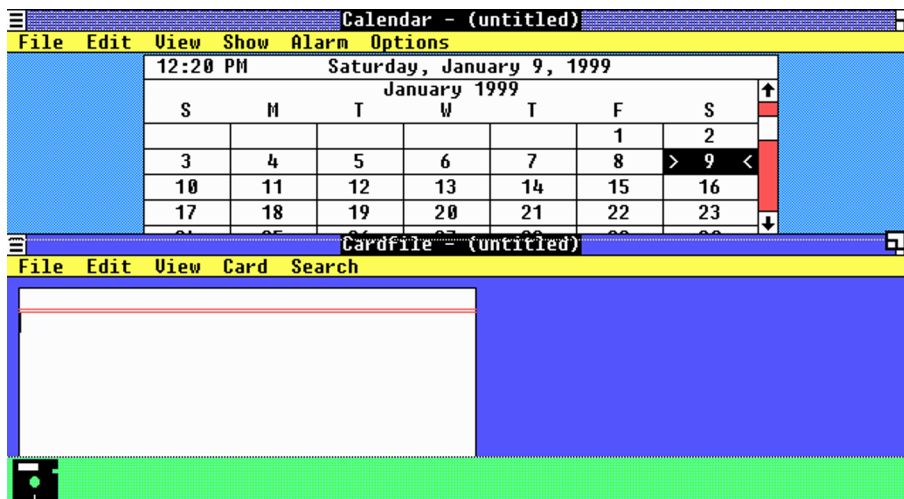 Calendar - (untitled)
File Edit View Show Alarm Options
12:20 PM Saturday, January 9, 1999
January 1999
S M T W T F S
1 2
3 4 5 6 7 8 > 9 <
10 11 12 13 14 15 16
17 18 19 20 21 22 23
Cardfile - (untitled)
File Edit View Card Search